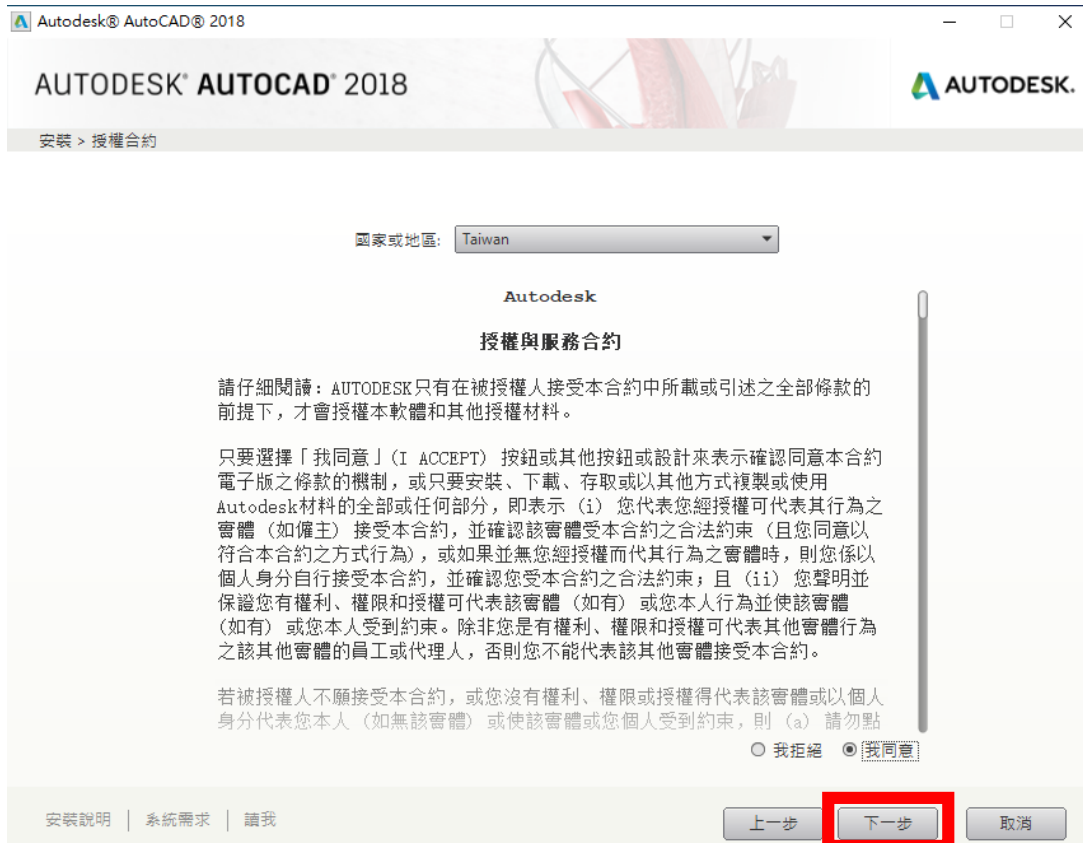 Autodesk® AutoCAD® 2018
AUTODESK® AUTOCAD® 2018
AUTODESK.
安裝 > 授權合約
國家或地區: Taiwan
Autodesk
授權與服務合約
請仔細閱讀：AUTODESK只有在被授權人接受本合約中所載或引述之全部條款的
前提下，才會授權本軟體和其他授權材料。
只要選擇「我同意」(I ACCEPT) 按鈕或其他按鈕或設計來表示確認同意本合約
電子版之條款的機制，或只要安裝、下載、存取或以其他方式複製或使用
Autodesk材料的全部或任何部分，即表示 (i) 您代表您經授權可代表其行為之
實體 (如僱主) 接受本合約，並確認該實體受本合約之合法約束 (且您同意以
符合本合約之方式行為)，或如果並無您經授權而代其行為之實體時，則您係以
個人身分自行接受本合約，並確認您受本合約之合法約束；且 (ii) 您聲明並
保證您有權利、權限和授權可代表該實體 (如有) 或您本人行為並使該實體
(如有) 或您本人受到約束。除非您是有權利、權限和授權可代表其他實體行為
之該其他實體的員工或代理人，否則您不能代表該其他實體接受本合約。
若被授權人不願接受本合約，或您沒有權利、權限或授權得代表該實體或以個人
身分代表您本人 (如無該實體) 或使該實體或您個人受到約束，則 (a) 請勿點
我拒絕 我同意
安裝說明 | 系統需求 | 讀我
上一步 下一步 取消